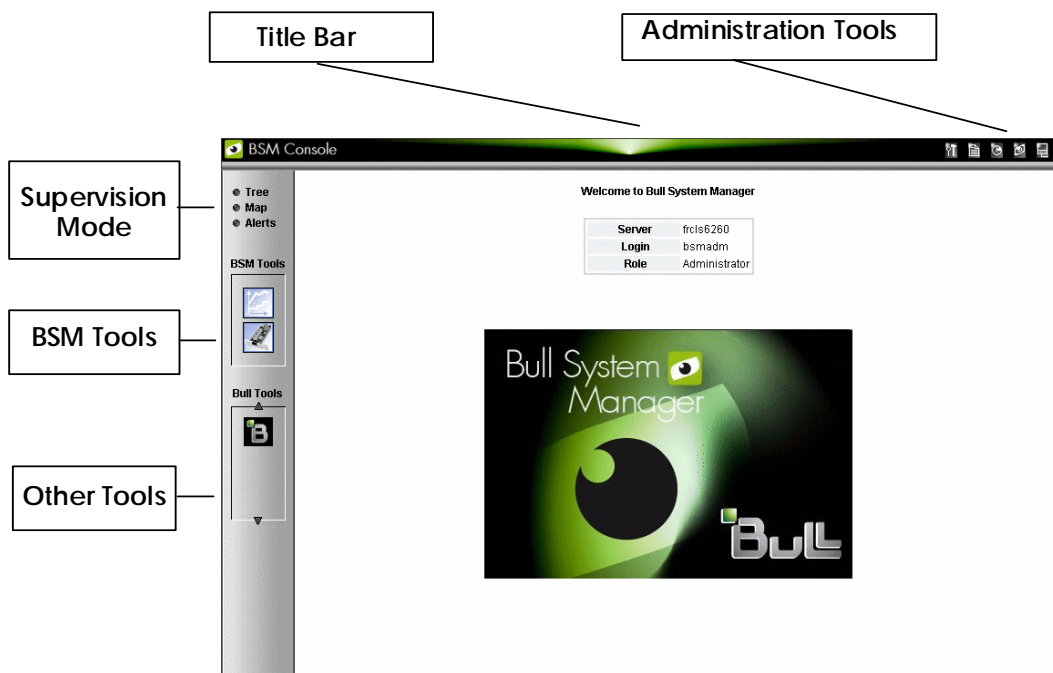 Title Bar
Administration Tools
BSM Console
Supervision
Mode
Tree
Map
Alerts
Welcome to Bull System Manager
Server frcls6260
Login bsmadm
Role Administrator
BSM Tools
BSM Tools
Bull System
Manager
Bull Tools
B
Other Tools
Bull